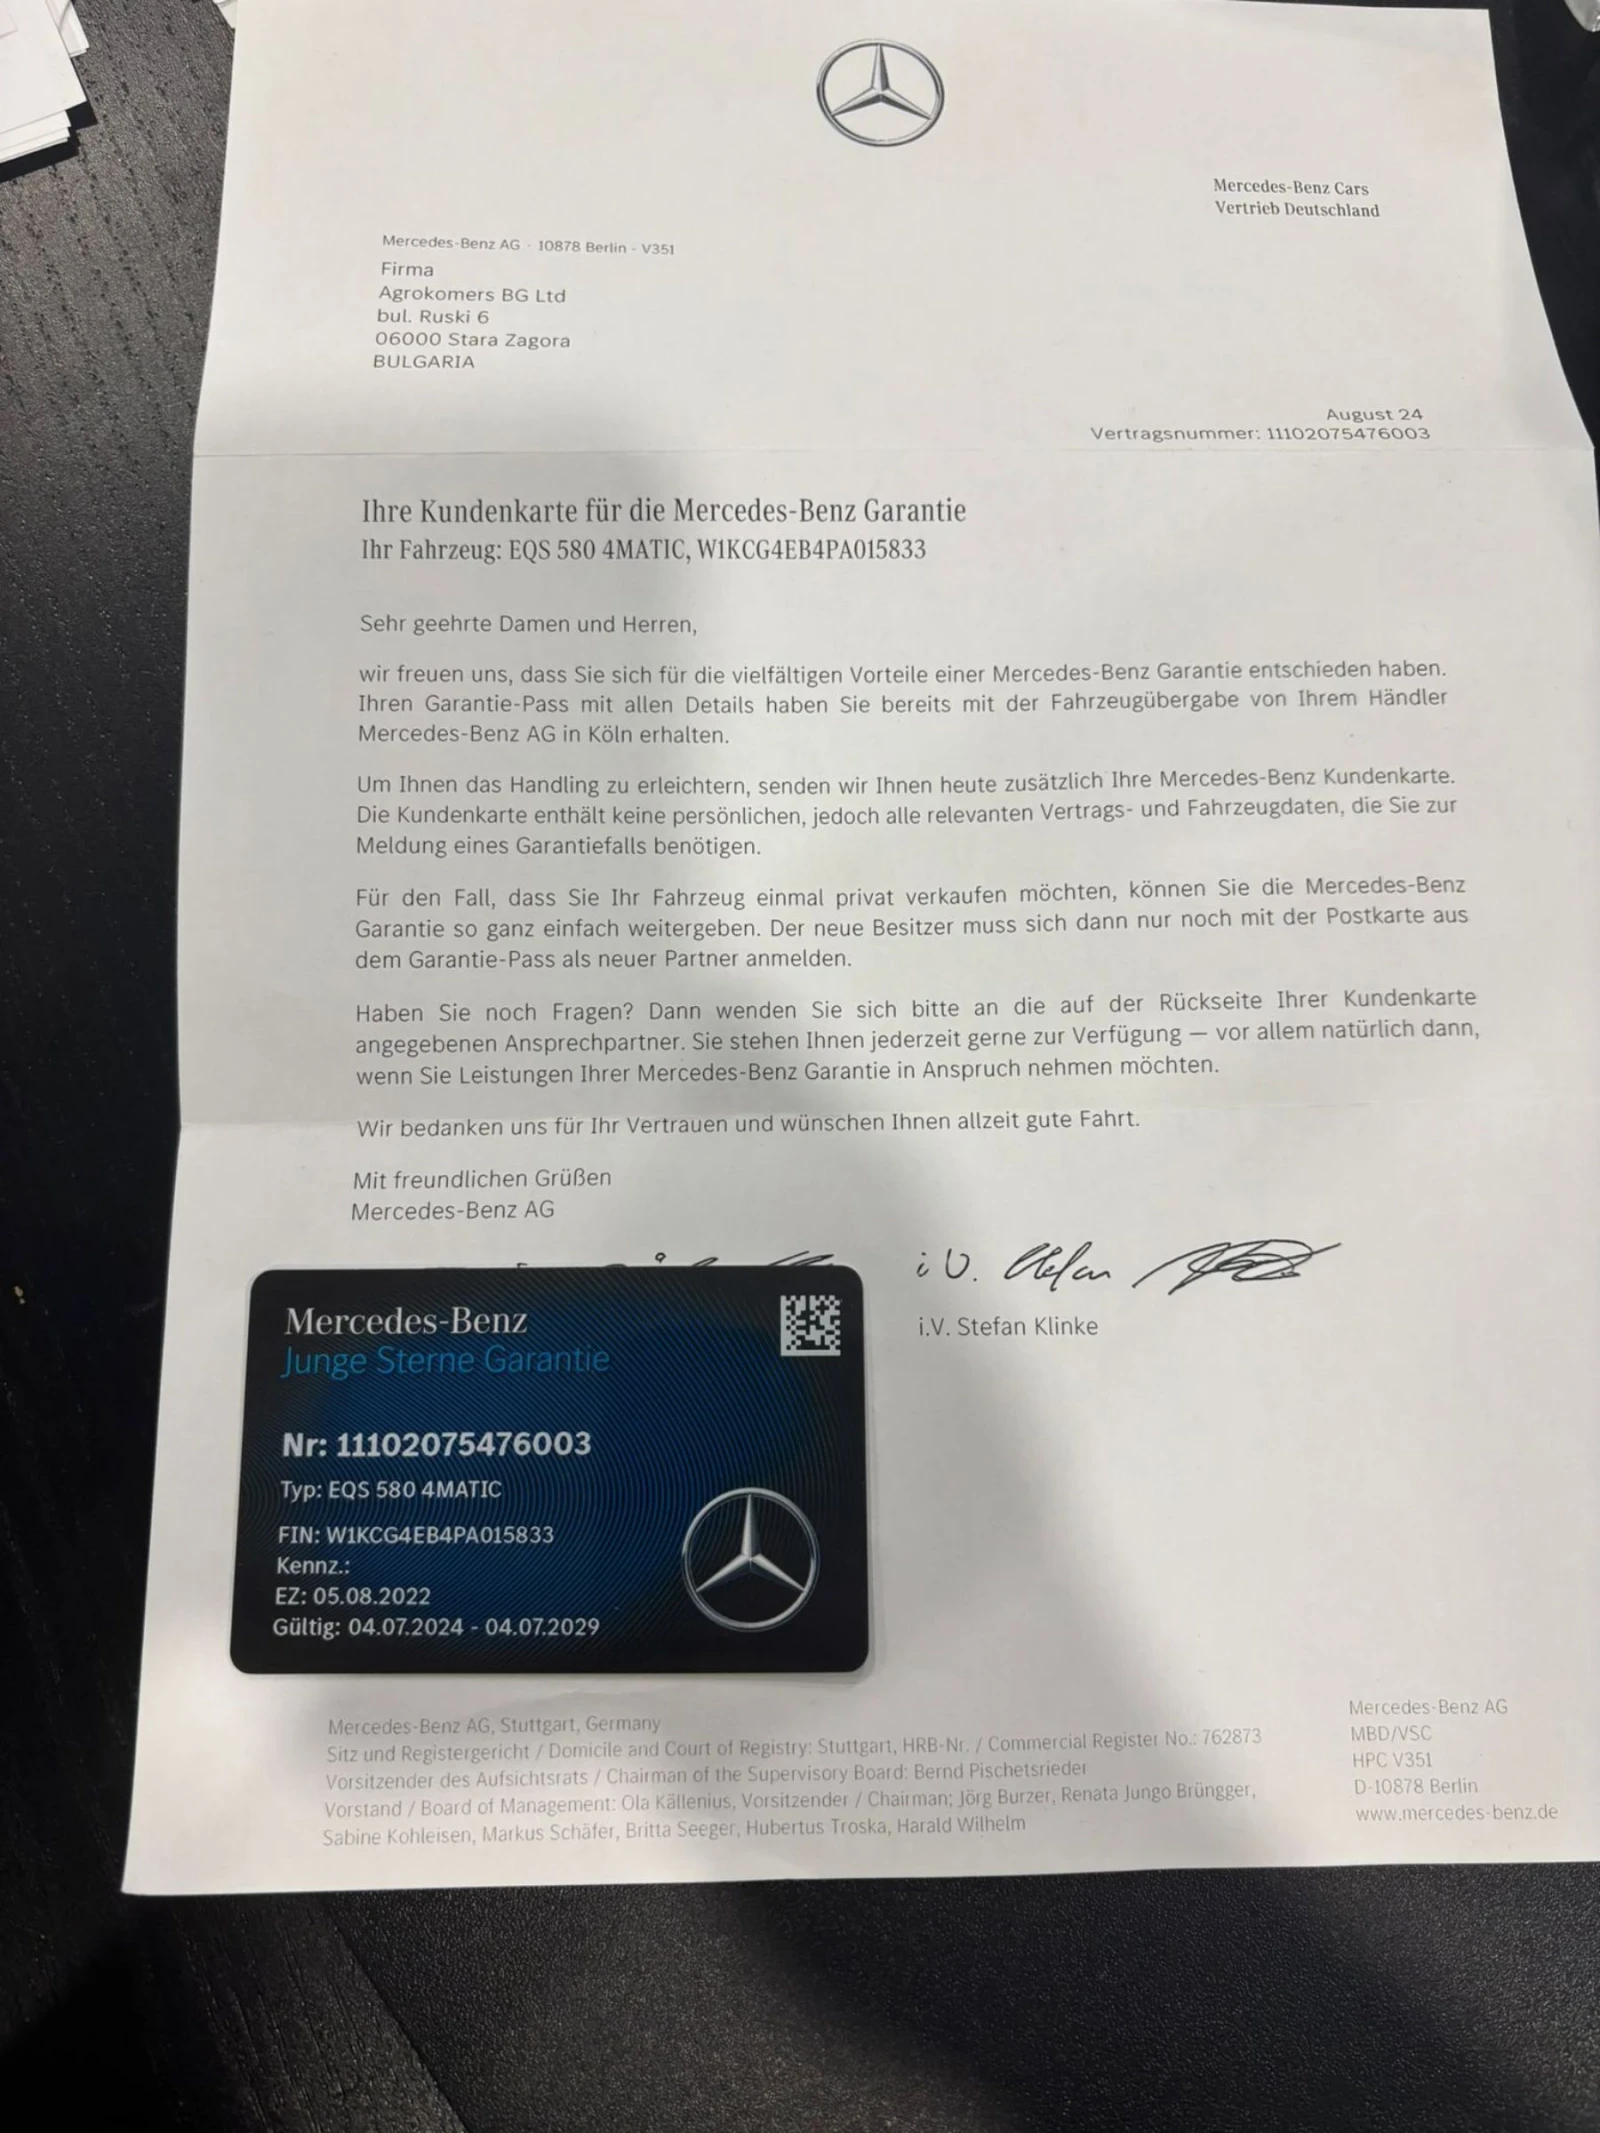 Mercedes-Benz Cars
Vertrieb Deutschland
Mercedes-Benz AG · 10878 Berlin - V351
Firma
Agrokomers BG Ltd
bul. Ruski 6
06000 Stara Zagora
BULGARIA
August 24
Vertragsnummer: 11102075476003
Ihre Kundenkarte für die Mercedes-Benz Garantie
Ihr Fahrzeug: EQS 580 4MATIC, W1KCG4EB4PA015833
Sehr geehrte Damen und Herren,
wir freuen uns, dass Sie sich für die vielfältigen Vorteile einer Mercedes-Benz Garantie entschieden haben.
Ihren Garantie-Pass mit allen Details haben Sie bereits mit der Fahrzeugübergabe von Ihrem Händler
Mercedes-Benz AG in Köln erhalten.
Um Ihnen das Handling zu erleichtern, senden wir Ihnen heute zusätzlich Ihre Mercedes-Benz Kundenkarte.
Die Kundenkarte enthält keine persönlichen, jedoch alle relevanten Vertrags- und Fahrzeugdaten, die Sie zur
Meldung eines Garantiefalls benötigen.
Für den Fall, dass Sie Ihr Fahrzeug einmal privat verkaufen möchten, können Sie die Mercedes-Benz
Garantie so ganz einfach weitergeben. Der neue Besitzer muss sich dann nur noch mit der Postkarte aus
dem Garantie-Pass als neuer Partner anmelden.
Haben Sie noch Fragen? Dann wenden Sie sich bitte an die auf der Rückseite Ihrer Kundenkarte
angegebenen Ansprechpartner. Sie stehen Ihnen jederzeit gerne zur Verfügung — vor allem natürlich dann,
wenn Sie Leistungen Ihrer Mercedes-Benz Garantie in Anspruch nehmen möchten.
Wir bedanken uns für Ihr Vertrauen und wünschen Ihnen allzeit gute Fahrt.
Mit freundlichen Grüßen
Mercedes-Benz AG
i.V. Stefan
i.V. Stefan Klinke
Mercedes-Benz
Junge Sterne Garantie
Nr: 11102075476003
Typ: EQS 580 4MATIC
FIN: W1KCG4EB4PA015833
Kennz.:
EZ: 05.08.2022
Gültig: 04.07.2024 - 04.07.2029
Mercedes-Benz AG, Stuttgart, Germany
Sitz und Registergericht / Domicile and Court of Registry: Stuttgart, HRB-Nr. / Commercial Register No.: 762873
Vorsitzender des Aufsichtsrats / Chairman of the Supervisory Board: Bernd Pischetsrieder
Vorstand / Board of Management: Ola Källenius, Vorsitzender / Chairman; Jörg Burzer, Renata Jungo Brüngger,
Sabine Kohleisen, Markus Schäfer, Britta Seeger, Hubertus Troska, Harald Wilhelm
Mercedes-Benz AG
MBD/VSC
HPC V351
D-10878 Berlin
www.mercedes-benz.de